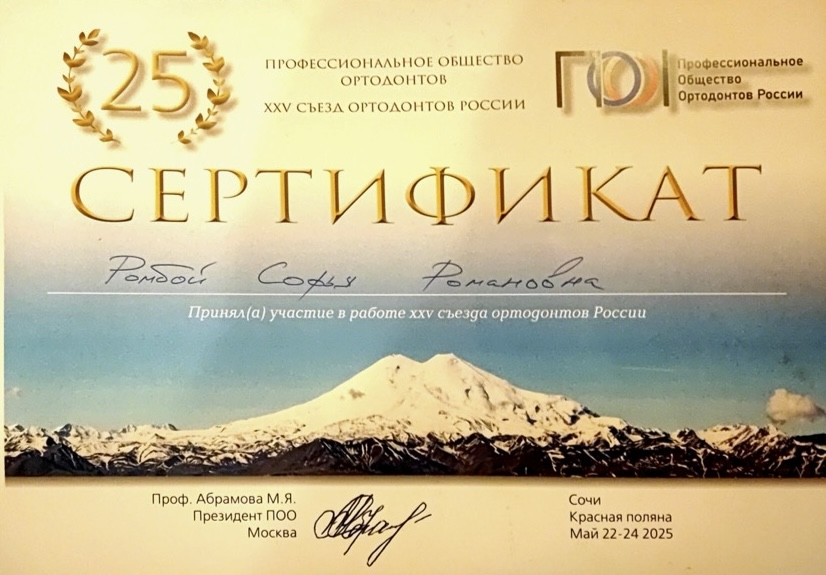 25
ПРОФЕССИОНАЛЬНОЕ ОБЩЕСТВО
ОРТОДОНТОВ
XXV СЪЕЗД ОРТОДОНТОВ РОССИИ
ПОО
Профессиональное
Общество
Ортодонтов России
СЕРТИФИКАТ
Ромбой Софья Романовна
Принял(а) участие в работе xxv съезда ортодонтов России
Проф. Абрамова М.Я.
Президент ПОО
Москва
Сочи
Красная поляна
Май 22-24 2025